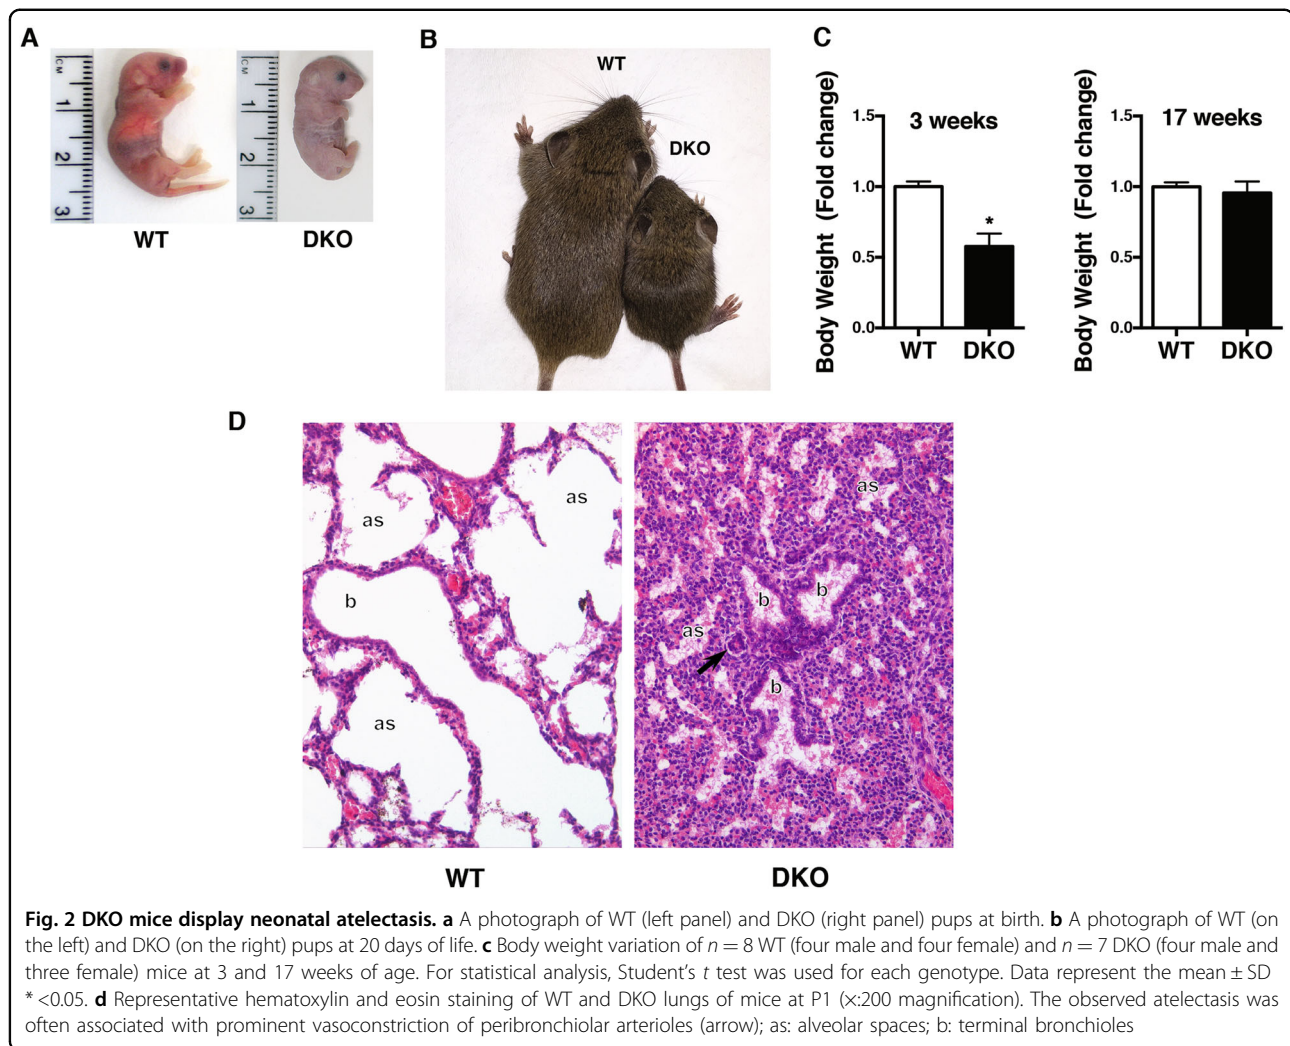 A
CM
1
2
3
WT
CM
1
2
3
DKO
B
WT
DKO
C
Body Weight (Fold change)
1.5
1.0
0.5
0.0
3 weeks
*
WT
DKO
Body Weight (Fold change)
1.5
1.0
0.5
0.0
17 weeks
WT
DKO
D
as
as
b
as
WT
as
b
b
as
b
DKO
Fig. 2 DKO mice display neonatal atelectasis. a A photograph of WT (left panel) and DKO (right panel) pups at birth. b A photograph of WT (on
the left) and DKO (on the right) pups at 20 days of life. c Body weight variation of n = 8 WT (four male and four female) and n = 7 DKO (four male and
three female) mice at 3 and 17 weeks of age. For statistical analysis, Student's t test was used for each genotype. Data represent the mean ± SD
* <0.05. d Representative hematoxylin and eosin staining of WT and DKO lungs of mice at P1 (×:200 magnification). The observed atelectasis was
often associated with prominent vasoconstriction of peribronchiolar arterioles (arrow); as: alveolar spaces; b: terminal bronchioles